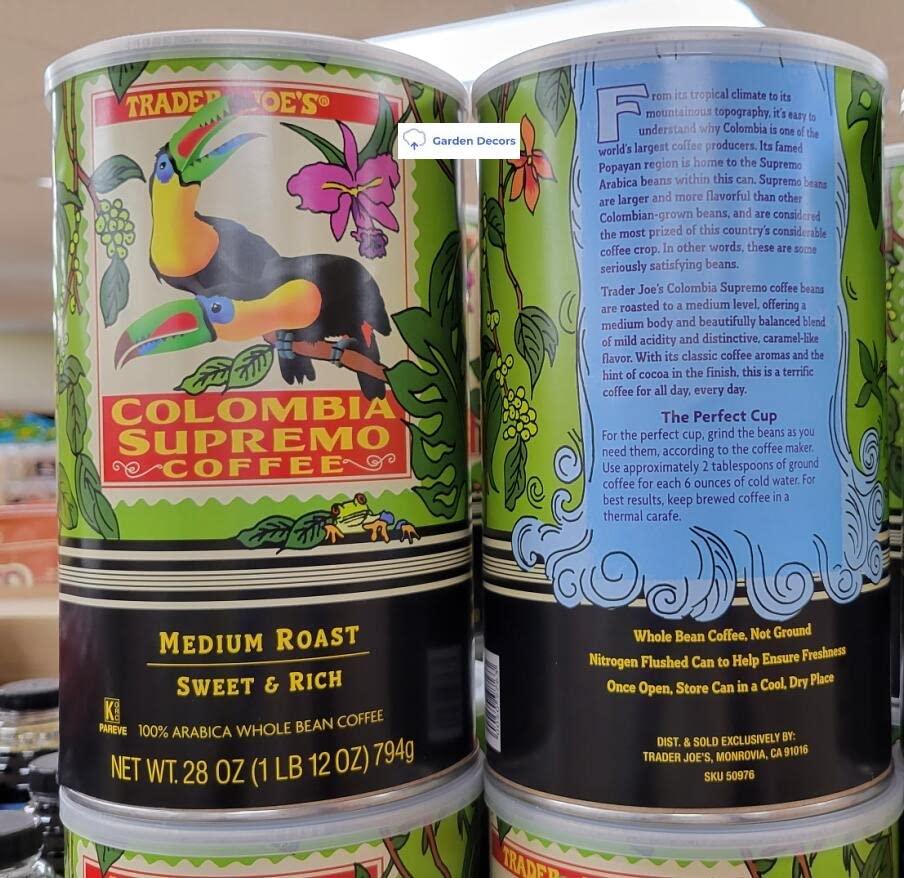 TRADER JOE'S®
COLOMBIA
SUPREMO
COFFEE
MEDIUM ROAST
SWEET & RICH
K
PAREVE
100% ARABICA WHOLE BEAN COFFEE
NET WT. 28 OZ (1 LB 12 OZ) 794g
Garden Decors
From its tropical climate to its
mountainous topography, it's easy to
understand why Colombia is one of the
world's largest coffee producers. Its famed
Popayan region is home to the Supremo
Arabica beans within this can. Supremo beans
are larger and more flavorful than other
Colombian-grown beans, and are considered
the most prized of this country's considerable
coffee crop. In other words, these are some
seriously satisfying beans.
Trader Joe's Colombia Supremo coffee beans
are roasted to a medium level, offering a
medium body and beautifully balanced blend
of mild acidity and distinctive, caramel-like
flavor. With its classic coffee aromas and the
hint of cocoa in the finish, this is a terrific
coffee for all day, every day.
The Perfect Cup
For the perfect cup, grind the beans as you
need them, according to the coffee maker.
Use approximately 2 tablespoons of ground
coffee for each 6 ounces of cold water. For
best results, keep brewed coffee in a
thermal carafe.
Whole Bean Coffee, Not Ground
Nitrogen Flushed Can to Help Ensure Freshness
Once Open, Store Can in a Cool, Dry Place
DIST. & SOLD EXCLUSIVELY BY:
TRADER JOE'S, MONROVIA, CA 91016
SKU 50976
TRADER